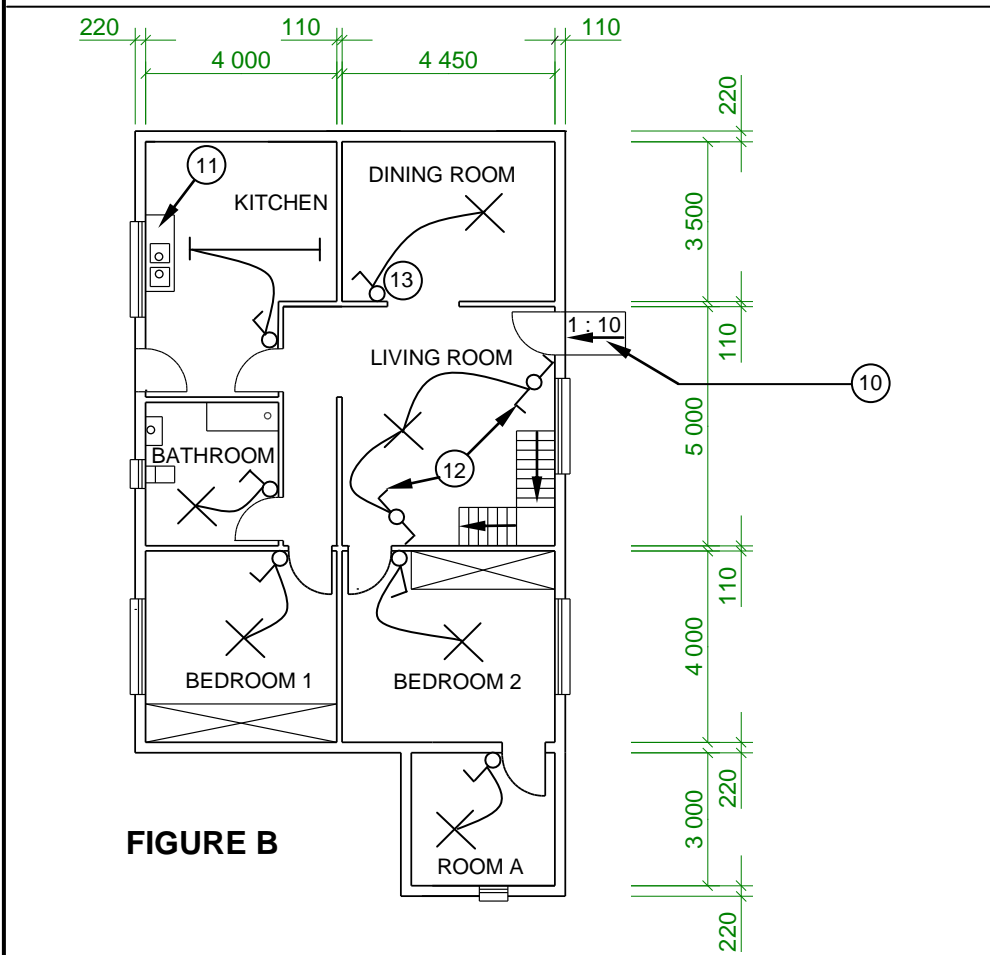 220
110
110
4 000
4 450
220
11
DINING ROOM
KITCHEN
3 500
13
1 : 10
110
LIVING ROOM
10
5 000
BATHROOM
12
110
4 000
BEDROOM 1
BEDROOM 2
220
3 000
FIGURE B
ROOM A
220